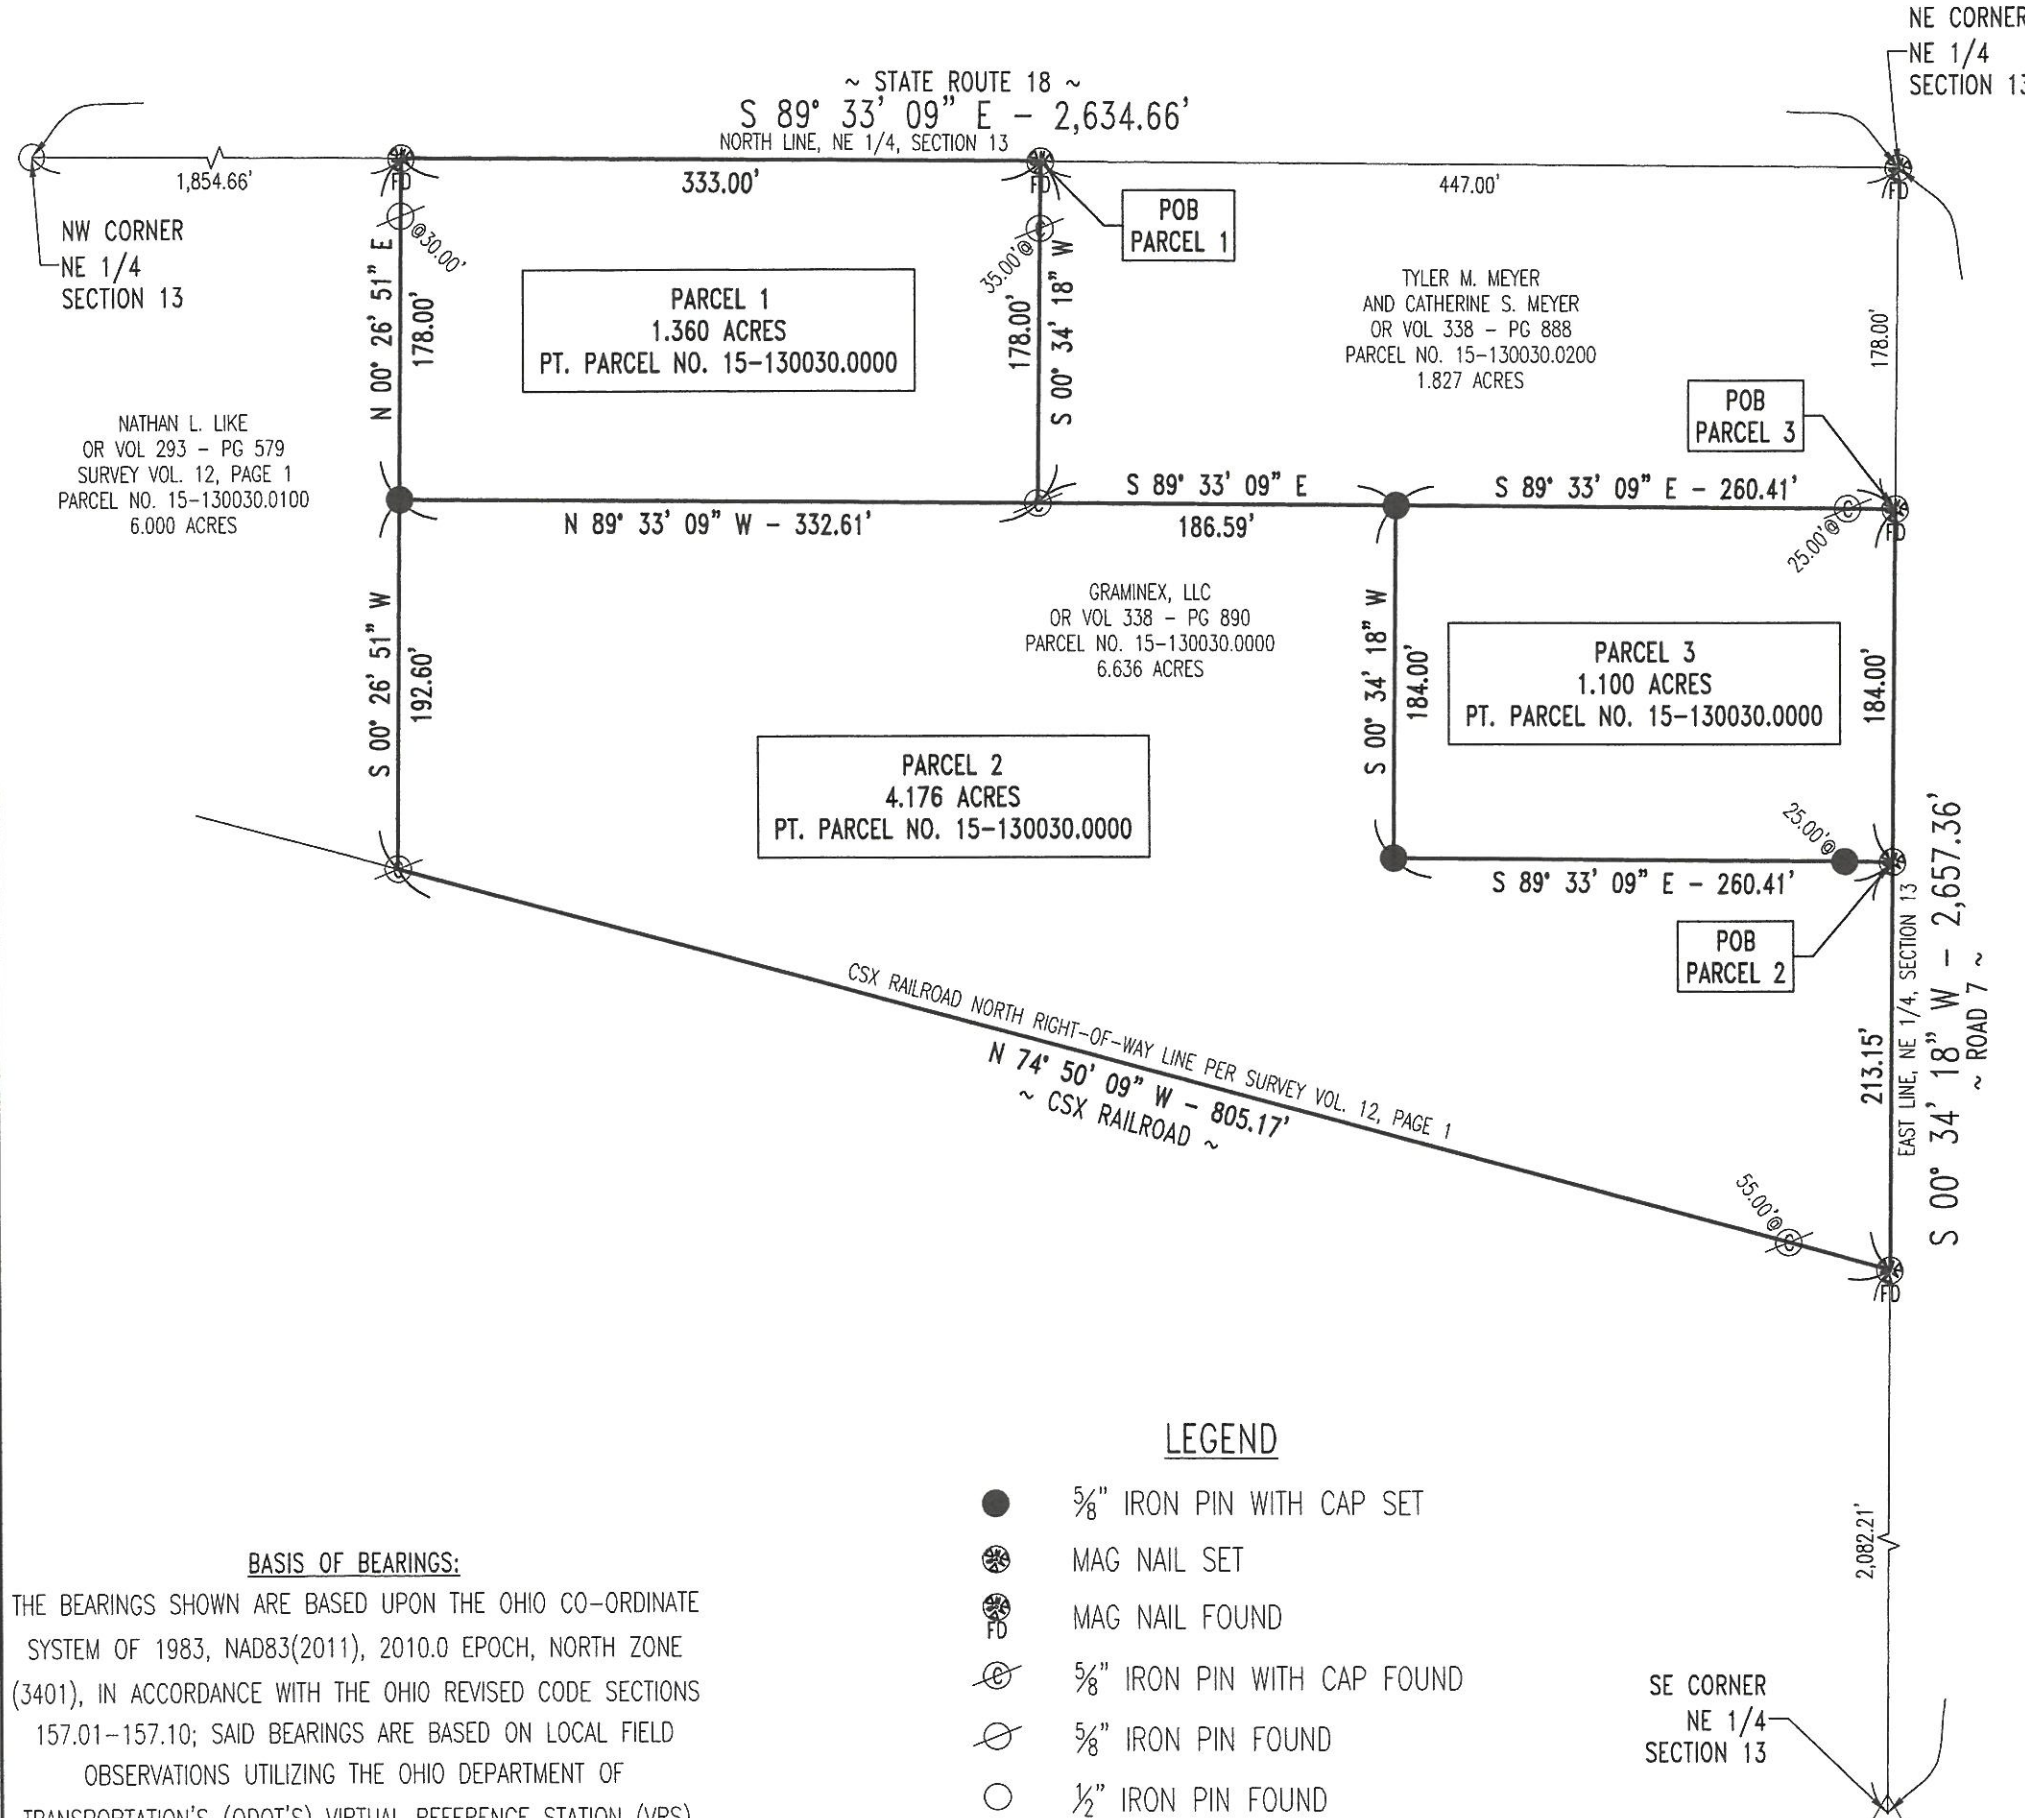 NE CORNER
NE 1/4
SECTION 13
~ STATE ROUTE 18 ~
S 89° 33' 09" E - 2,634.66'
NORTH LINE, NE 1/4, SECTION 13
1,854.66'
FD
333.00'
FD
447.00'
FD
NW CORNER
NE 1/4
SECTION 13
@30.00'
N 00° 26' 51" E
178.00'
PARCEL 1
1.360 ACRES
PT. PARCEL NO. 15-130030.0000
C
35.00'@
178.00'
S 00° 34' 18" W
POB
PARCEL 1
TYLER M. MEYER
AND CATHERINE S. MEYER
OR VOL 338 - PG 888
PARCEL NO. 15-130030.0200
1.827 ACRES
178.00'
POB
PARCEL 3
NATHAN L. LIKE
OR VOL 293 - PG 579
SURVEY VOL. 12, PAGE 1
PARCEL NO. 15-130030.0100
6.000 ACRES
N 89° 33' 09" W - 332.61'
C
S 89° 33' 09" E
186.59'
S 89° 33' 09" E - 260.41'
25.00'@
C
FD
S 00° 26' 51" W
192.60'
GRAMINEX, LLC
OR VOL 338 - PG 890
PARCEL NO. 15-130030.0000
6.636 ACRES
S 00° 34' 18" W
184.00'
PARCEL 3
1.100 ACRES
PT. PARCEL NO. 15-130030.0000
184.00'
PARCEL 2
4.176 ACRES
PT. PARCEL NO. 15-130030.0000
25.00'@
S 89° 33' 09" E - 260.41'
C
POB
PARCEL 2
213.15'
EAST LINE, NE 1/4, SECTION 13
S 00° 34' 18" W - 2,657.36'
~ ROAD 7 ~
CSX RAILROAD NORTH RIGHT-OF-WAY LINE PER SURVEY VOL. 12, PAGE 1
N 74° 50' 09" W - 805.17'
~ CSX RAILROAD ~
55.00'@
C
FD
2,082.21'
SE CORNER
NE 1/4
SECTION 13
LEGEND
5/8" IRON PIN WITH CAP SET
MAG NAIL SET
FD MAG NAIL FOUND
C 5/8" IRON PIN WITH CAP FOUND
5/8" IRON PIN FOUND
1/2" IRON PIN FOUND
BASIS OF BEARINGS:
THE BEARINGS SHOWN ARE BASED UPON THE OHIO CO-ORDINATE
SYSTEM OF 1983, NAD83(2011), 2010.0 EPOCH, NORTH ZONE
(3401), IN ACCORDANCE WITH THE OHIO REVISED CODE SECTIONS
157.01-157.10; SAID BEARINGS ARE BASED ON LOCAL FIELD
OBSERVATIONS UTILIZING THE OHIO DEPARTMENT OF
TRANSPORTATION'S (ODOT'S) VIRTUAL REFERENCE STATION (VRS)